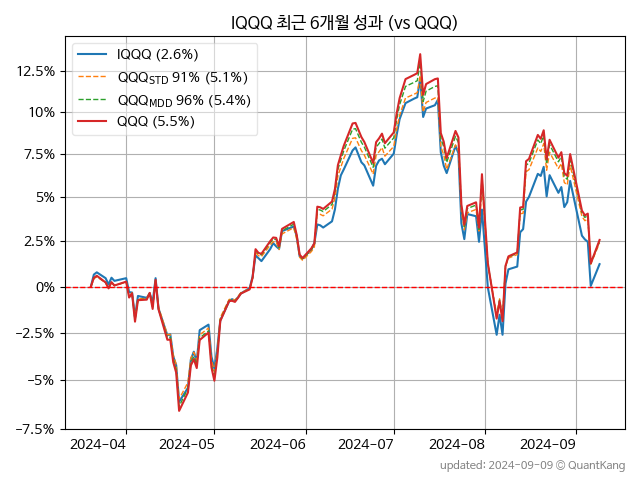 IQQQ 최근 6개월 성과 (vs QQQ)
IQQQ (2.6%)
QQQSTD 91% (5.1%)
QQQMDD 96% (5.4%)
QQQ (5.5%)
12.5%
10%
7.5%
5%
2.5%
0%
−2.5%
−5%
−7.5%
2024-04 2024-05 2024-06 2024-07 2024-08 2024-09
updated: 2024-09-09 © QuantKang